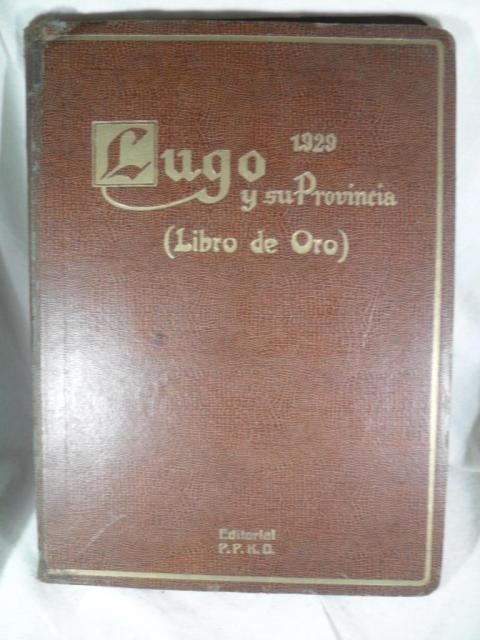 Lugo 1929
y su Provincia
(Libro de Oro)
Editorial
P.P.K.O.